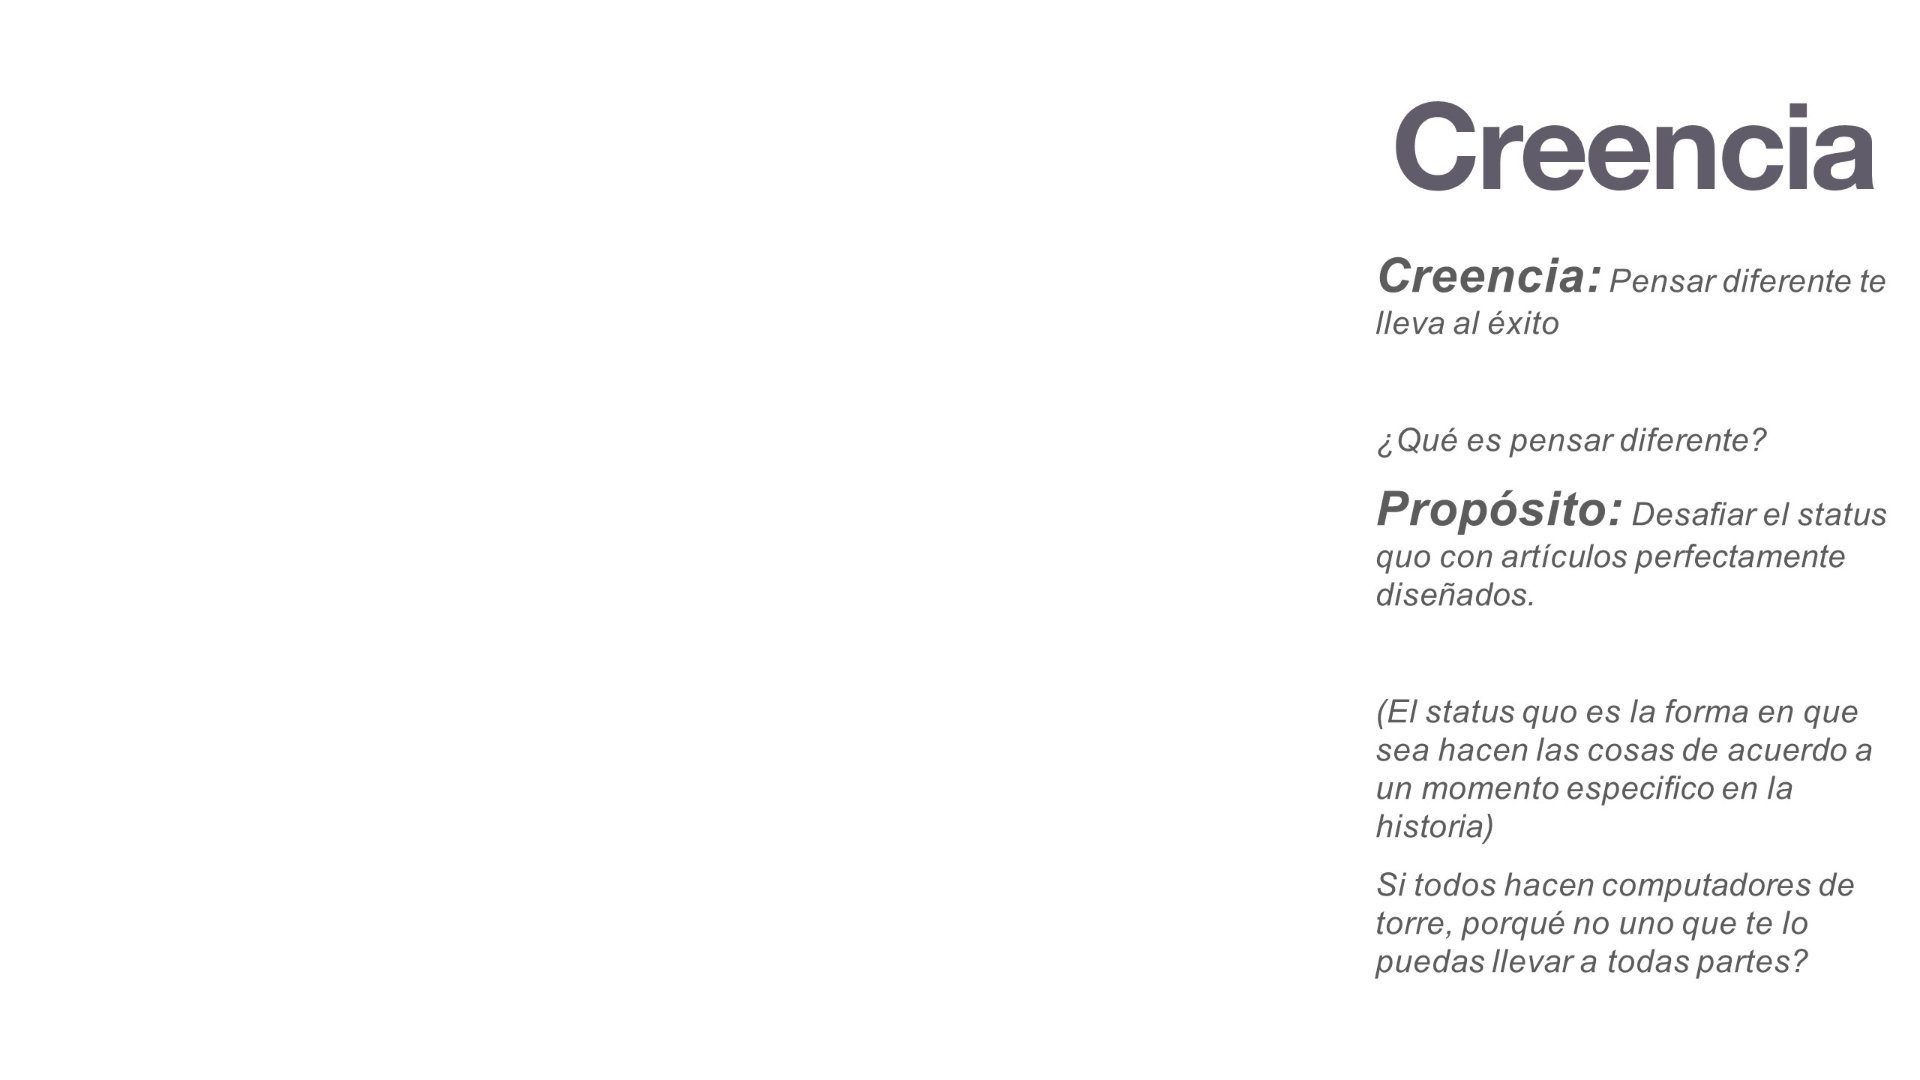 Creencia
Creencia: Pensar diferente te
lleva al éxito
¿Qué es pensar diferente?
Propósito: Desafiar el status
quo con artículos perfectamente
diseñados.
(El status quo es la forma en que
sea hacen las cosas de acuerdo a
un momento especifico en la
historia)
Si todos hacen computadores de
torre, porqué no uno que te lo
puedas llevar a todas partes?